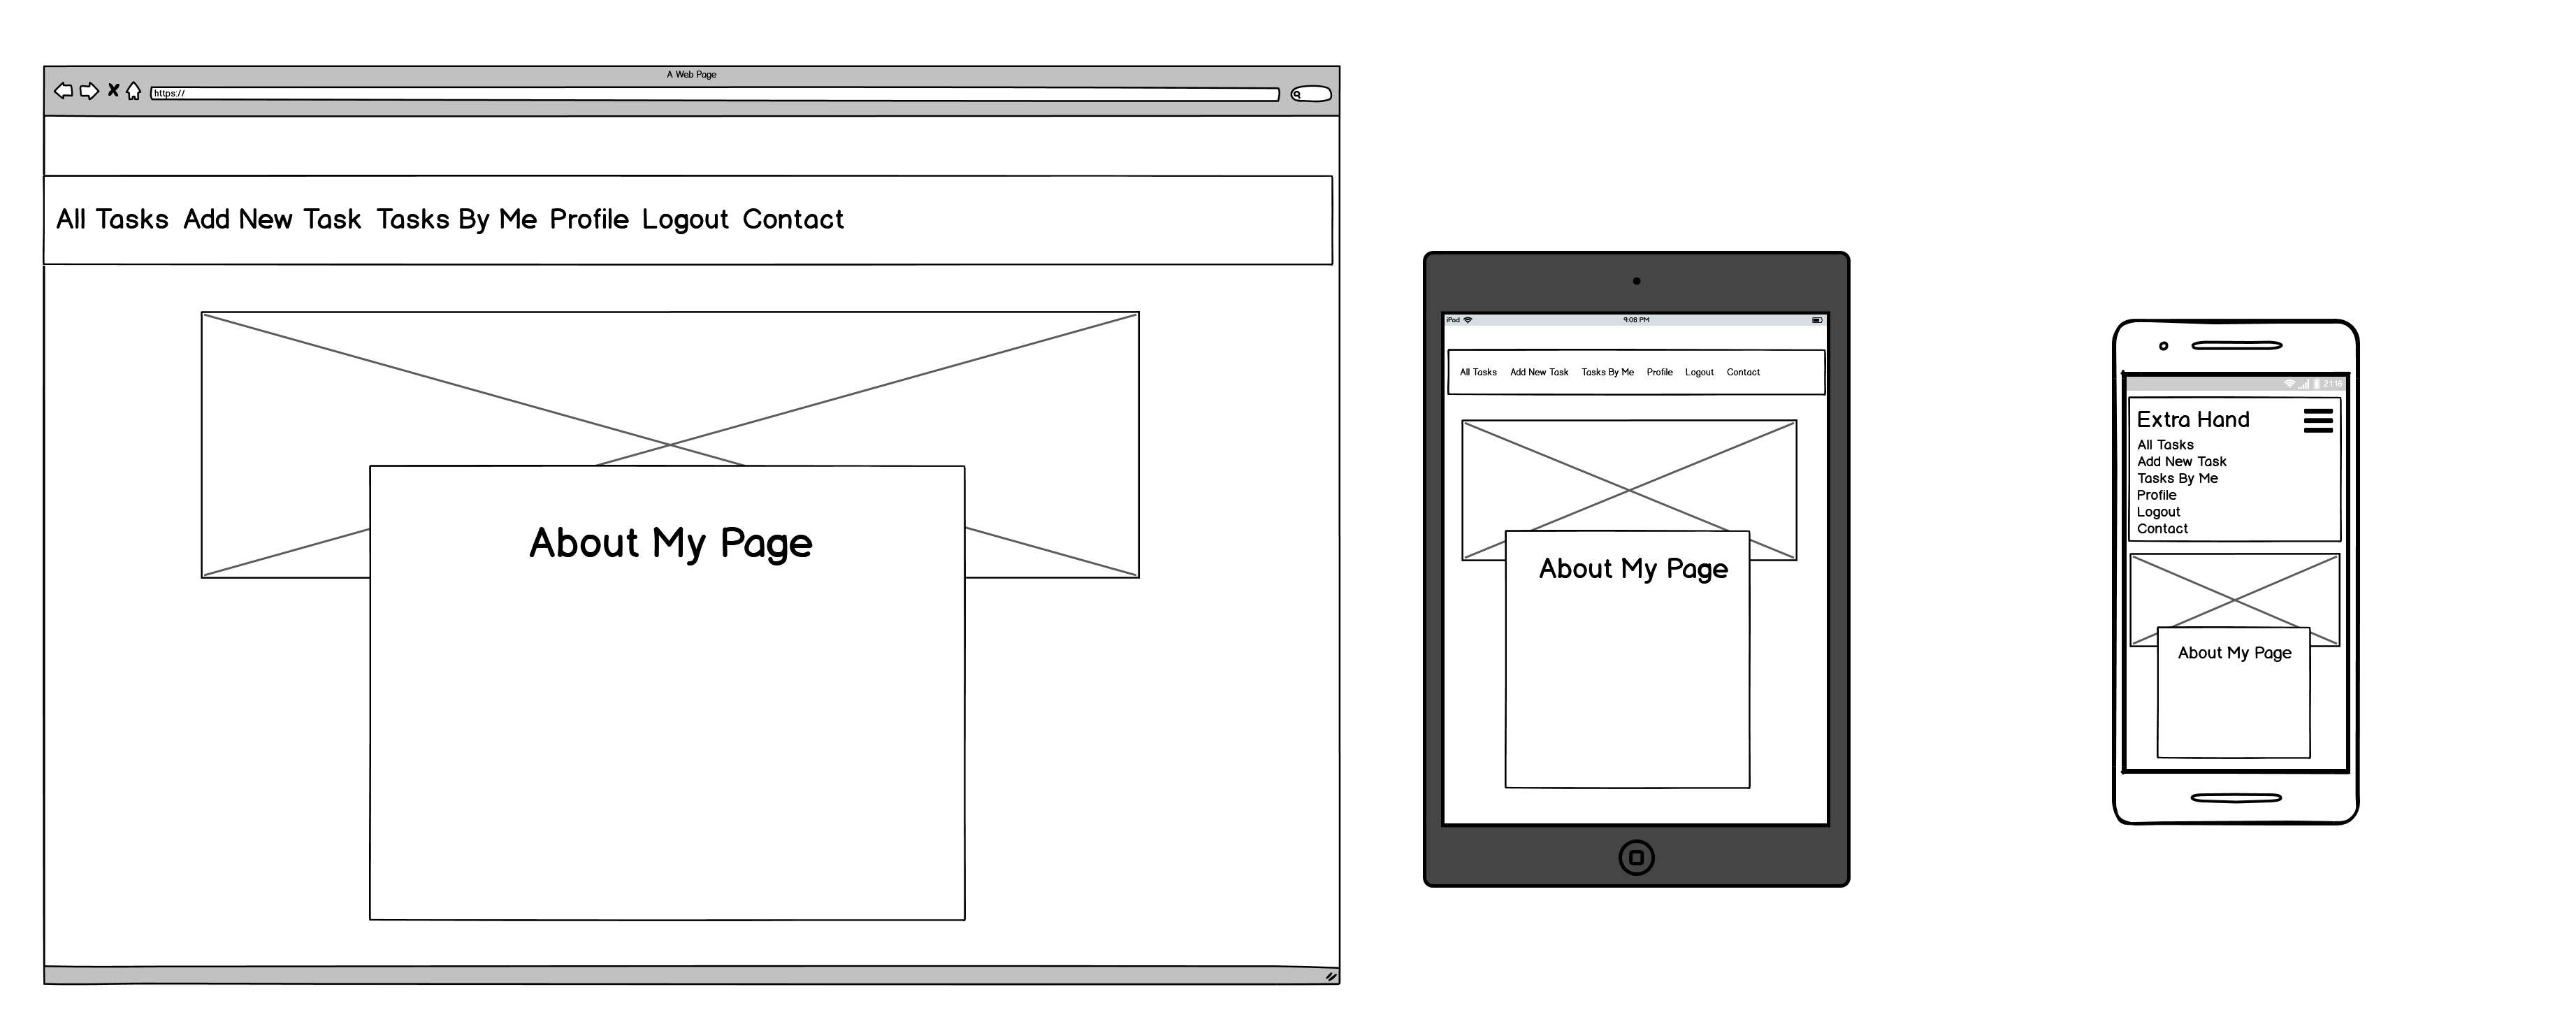 A Web Page
https://
All Tasks Add New Task Tasks By Me Profile Logout Contact
About My Page
iPad 9:08 PM
All Tasks Add New Task Tasks By Me Profile Logout Contact
About My Page
21:16
Extra Hand
All Tasks
Add New Task
Tasks By Me
Profile
Logout
Contact
About My Page